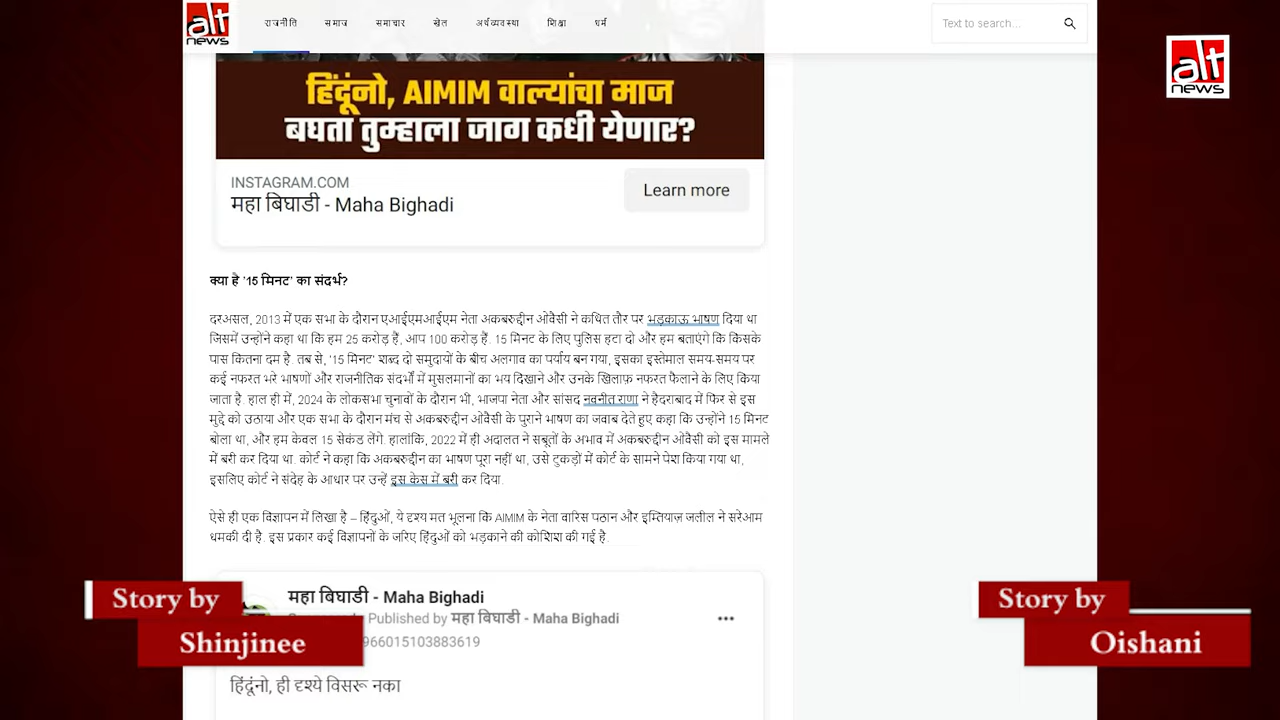 alt
news
राजनीति समाज समाचार खेल अर्थव्यवस्था शिक्षा धर्म
Text to search...
alt
news
हिंदूंनो, AIMIM वाल्यांचा माज
बघता तुम्हाला जाग कधी येणार?
INSTAGRAM.COM
महा बिघाडी - Maha Bighadi
Learn more
क्या है '15 मिनट' का संदर्भ?
दरअसल, 2013 में एक सभा के दौरान एआईएमआईएम नेता अकबरुद्दीन ओवैसी ने कथित तौर पर भड़काऊ भाषण दिया था
जिसमें उन्होंने कहा था कि हम 25 करोड़ हैं, आप 100 करोड़ हैं. 15 मिनट के लिए पुलिस हटा दो और हम बताएंगे कि किसके
पास कितना दम है. तब से, '15 मिनट' शब्द दो समुदायों के बीच अलगाव का पर्याय बन गया, इसका इस्तेमाल समय-समय पर
कई नफरत भरे भाषणों और राजनीतिक संदर्भों में मुसलमानों का भय दिखाने और उनके खिलाफ़ नफरत फैलाने के लिए किया
जाता है. हाल ही में, 2024 के लोकसभा चुनावों के दौरान भी, भाजपा नेता और सांसद नवनीत राणा ने हैदराबाद में फिर से इस
मुद्दे को उठाया और एक सभा के दौरान मंच से अकबरुद्दीन ओवैसी के पुराने भाषण का जवाब देते हुए कहा कि उन्होंने 15 मिनट
बोला था, और हम केवल 15 सेकंड लेंगे. हालांकि, 2022 में ही अदालत ने सबूतों के अभाव में अकबरुद्दीन ओवैसी को इस मामले
में बरी कर दिया था. कोर्ट ने कहा कि अकबरुद्दीन का भाषण पूरा नहीं था, उसे टुकड़ों में कोर्ट के सामने पेश किया गया था,
इसलिए कोर्ट ने संदेह के आधार पर उन्हें इस केस में बरी कर दिया.
ऐसे ही एक विज्ञापन में लिखा है – हिंदुओं, ये दृश्य मत भूलना कि AIMIM के नेता वारिस पठान और इम्तियाज़ जलील ने सरेआम
धमकी दी है. इस प्रकार कई विज्ञापनों के जरिए हिंदुओं को भड़काने की कोशिश की गई है.
महा बिघाडी - Maha Bighadi
Published by महा बिघाडी - Maha Bighadi
966015103883619
हिंदूंनो, ही दृश्ये विसरू नका
Story by
Shinjinee
Story by
Oishani